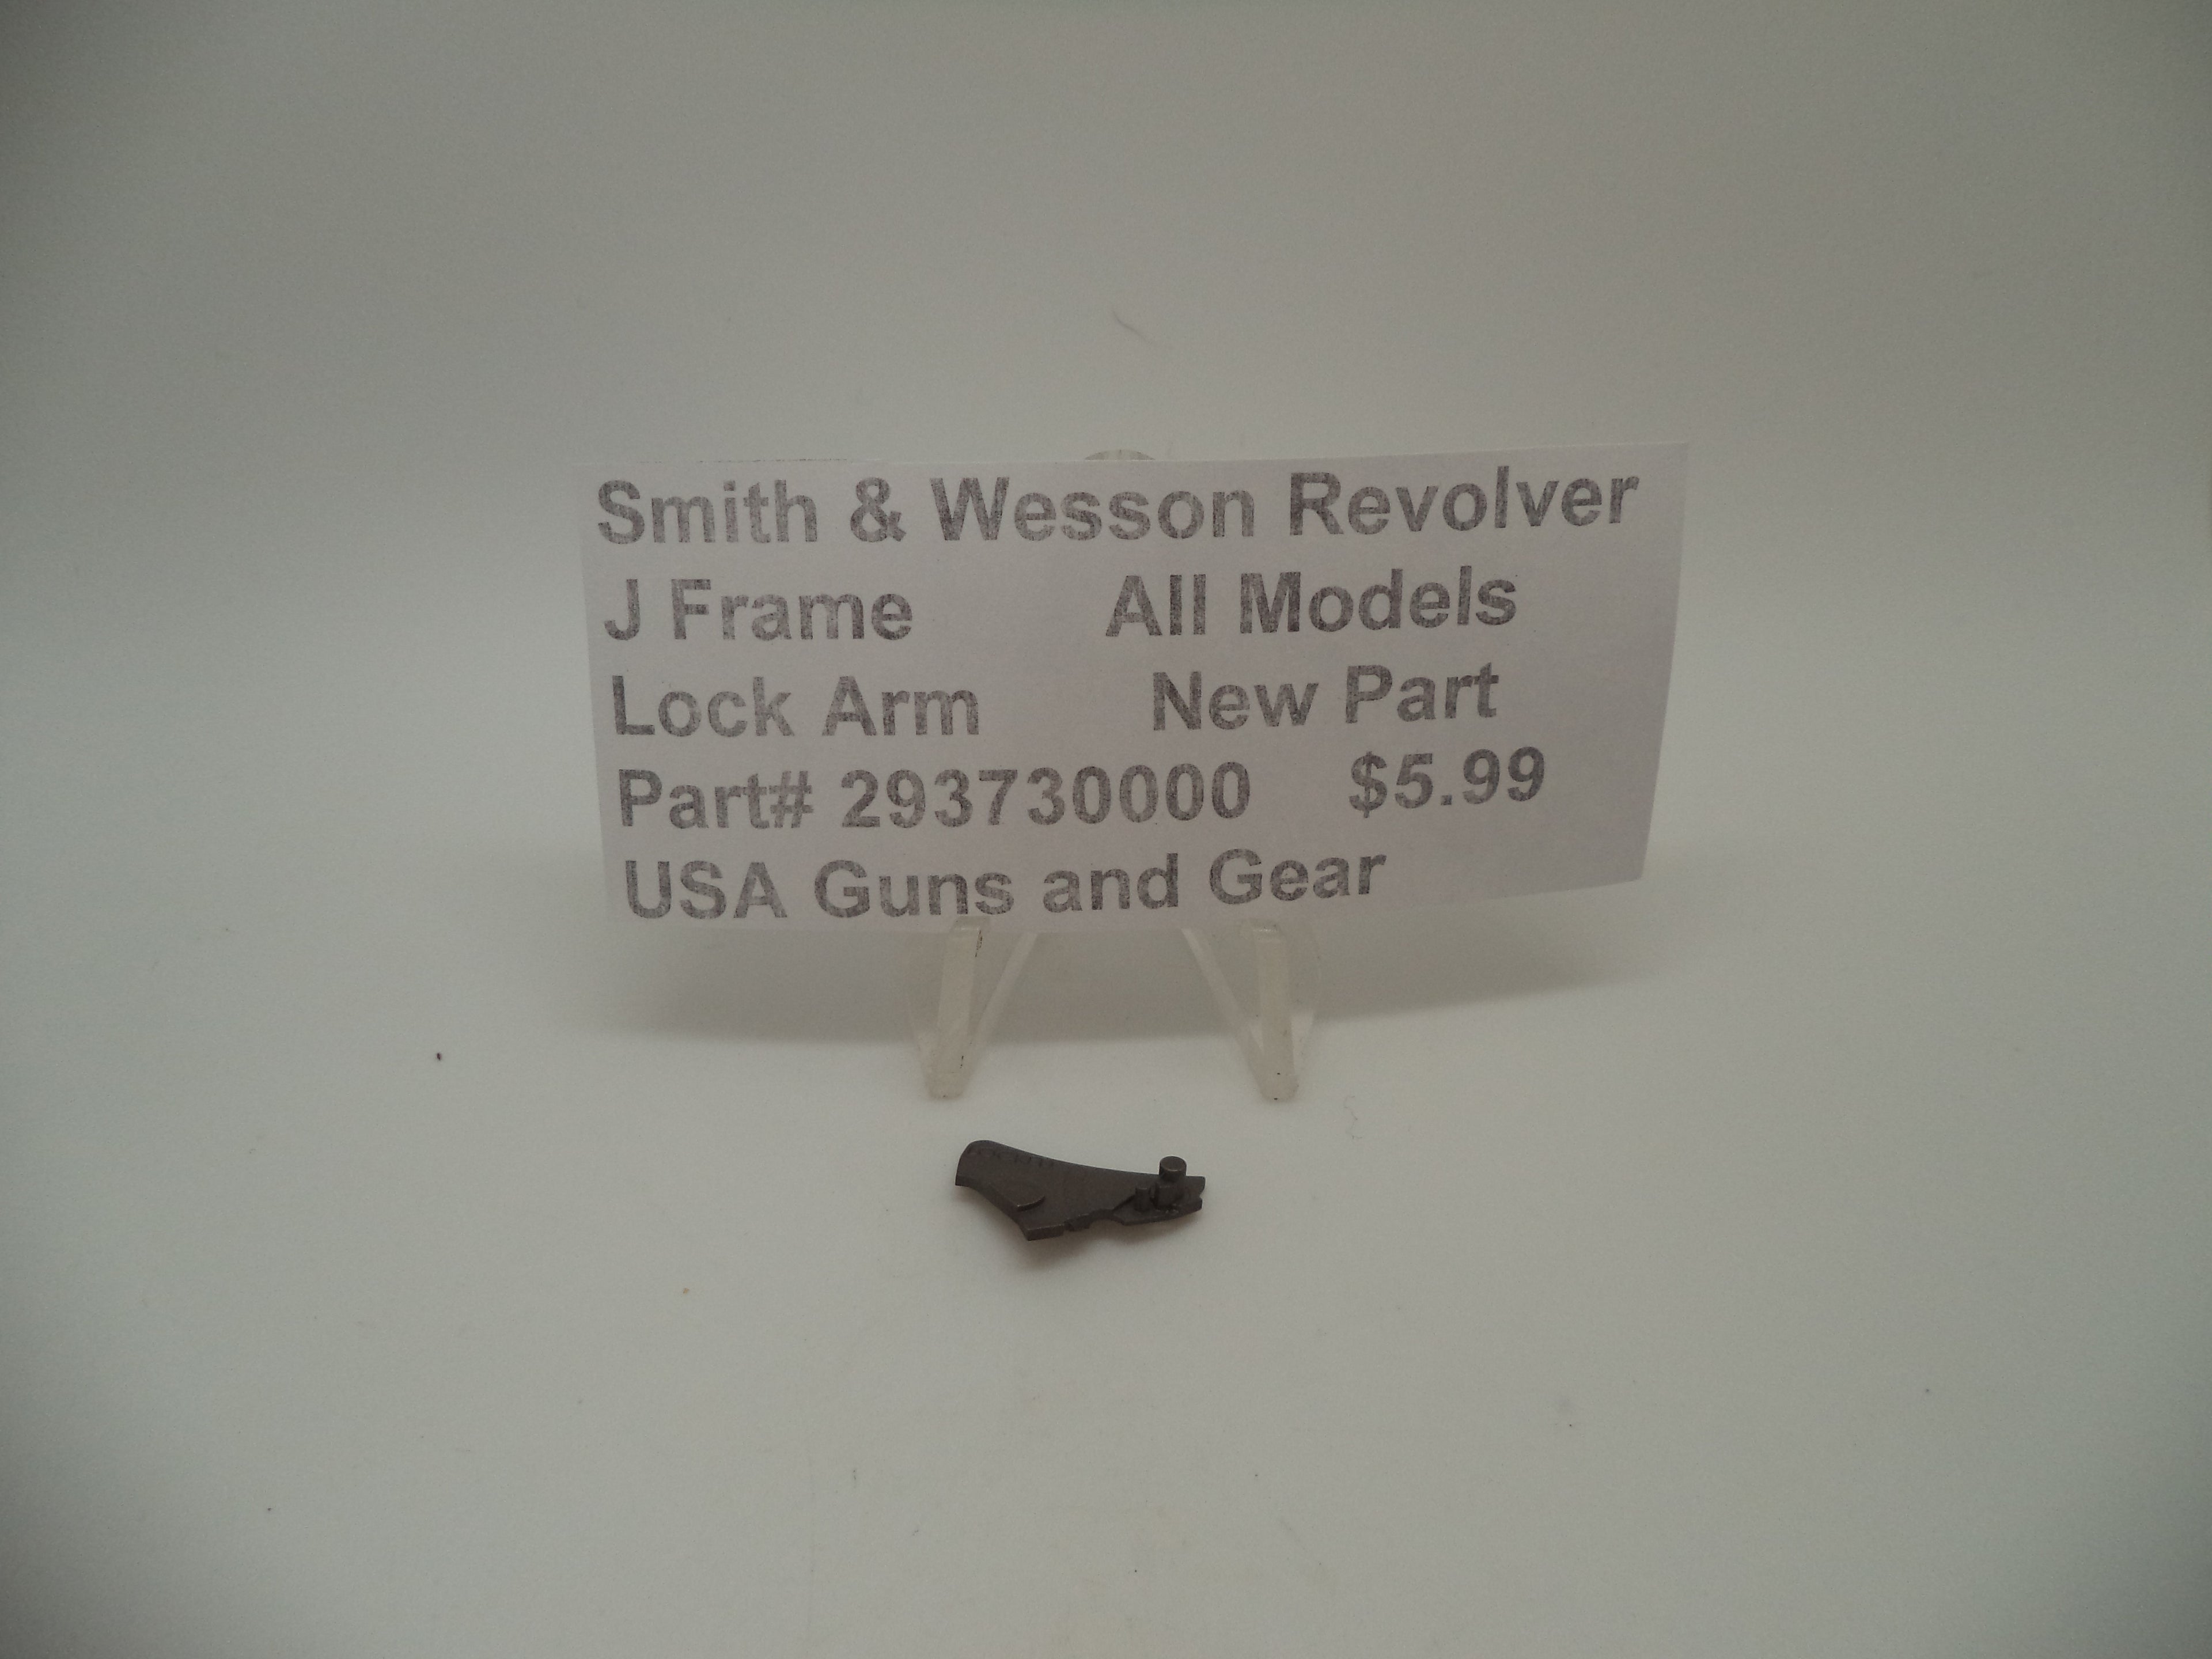 Smith & Wesson Revolver
J Frame All Models
Lock Arm New Part
Part# 293730000 $5.99
USA Guns and Gear